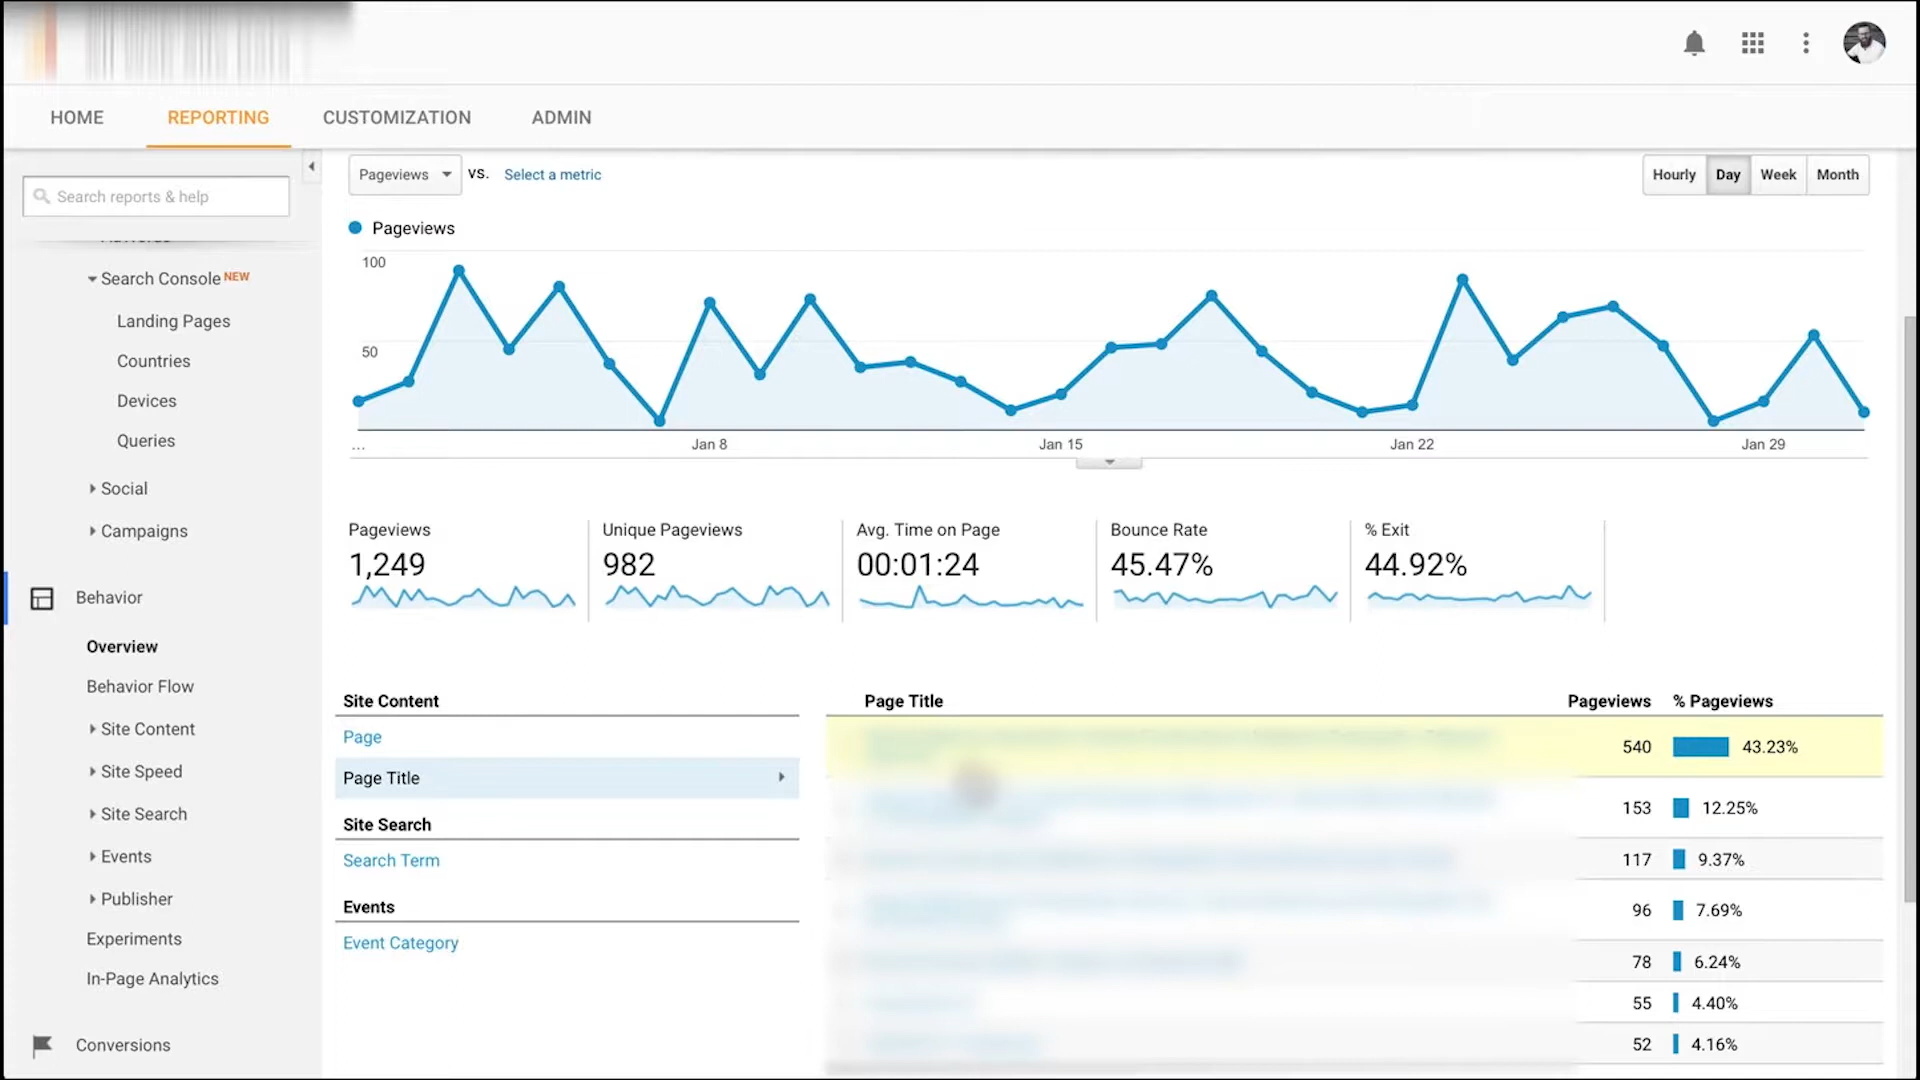 HOME REPORTING CUSTOMIZATION ADMIN
Search reports & help
Search Console NEW
Landing Pages
Countries
Devices
Queries
Social
Campaigns
Behavior
Overview
Behavior Flow
Site Content
Site Speed
Site Search
Events
Publisher
Experiments
In-Page Analytics
Conversions
Pageviews VS. Select a metric
Hourly Day Week Month
Pageviews
100
50
... Jan 8 Jan 15 Jan 22 Jan 29
Pageviews
1,249
Unique Pageviews
982
Avg. Time on Page
00:01:24
Bounce Rate
45.47%
% Exit
44.92%
Site Content
Page
Page Title
Site Search
Search Term
Events
Event Category
Page Title Pageviews % Pageviews
540 43.23%
153 12.25%
117 9.37%
96 7.69%
78 6.24%
55 4.40%
52 4.16%